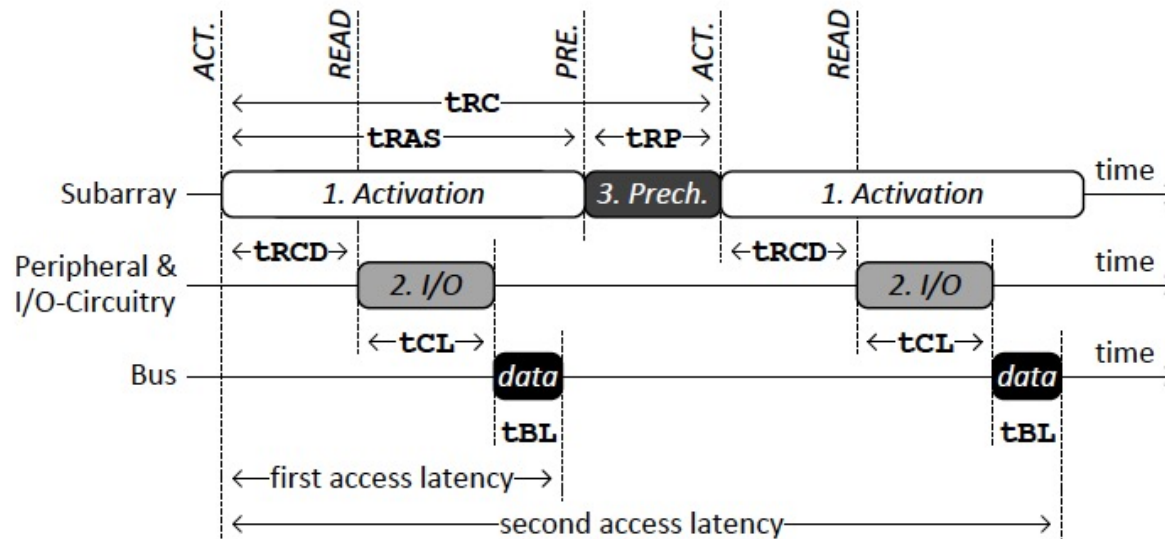 ACT. READ PRE. ACT. READ
tRC
tRAS tRP
Subarray 1. Activation 3. Prech. 1. Activation time
tRCD tRCD
Peripheral & I/O-Circuitry 2. I/O 2. I/O time
tCL tCL
Bus data data time
tBL tBL
first access latency
second access latency